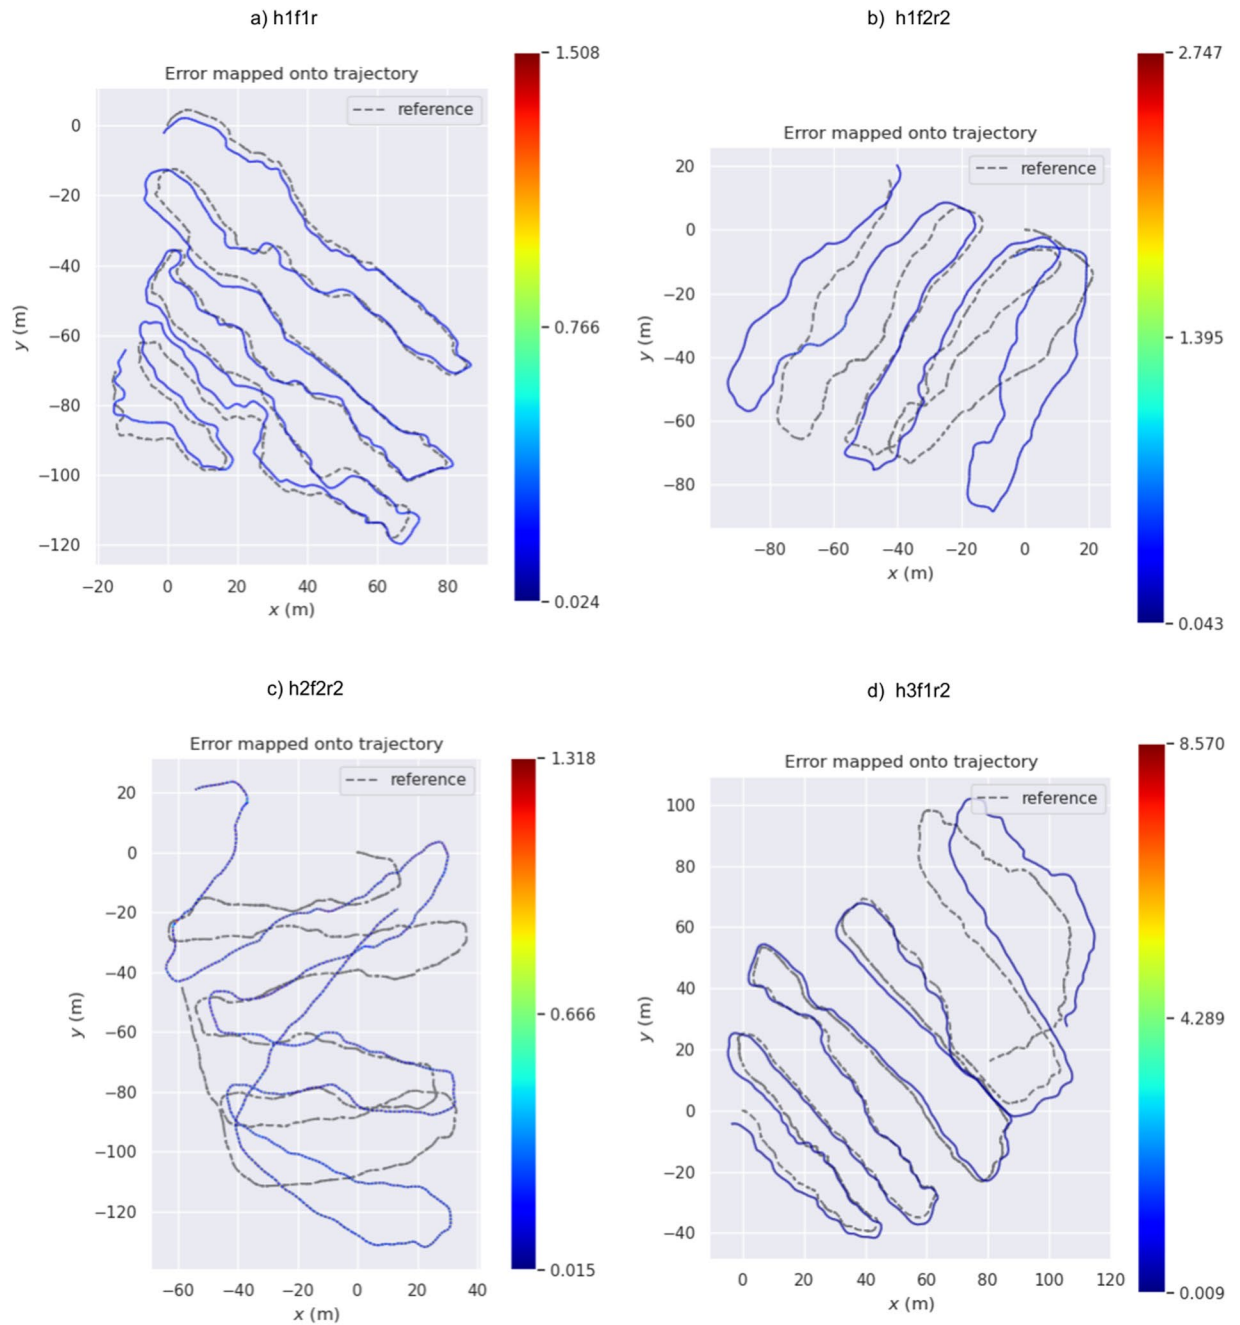 a) h1f1r
Error mapped onto trajectory
reference
0
−20
−40
−60
−80
−100
−120
y (m)
−20 0 20 40 60 80
x (m)
1.508
0.766
0.024
b) h1f2r2
Error mapped onto trajectory
reference
20
0
−20
−40
−60
−80
y (m)
−80 −60 −40 −20 0 20
x (m)
2.747
1.395
0.043
c) h2f2r2
Error mapped onto trajectory
reference
20
0
−20
−40
−60
−80
−100
−120
y (m)
−60 −40 −20 0 20 40
x (m)
1.318
0.666
0.015
d) h3f1r2
Error mapped onto trajectory
reference
100
80
60
40
20
0
−20
−40
y (m)
0 20 40 60 80 100 120
x (m)
8.570
4.289
0.009